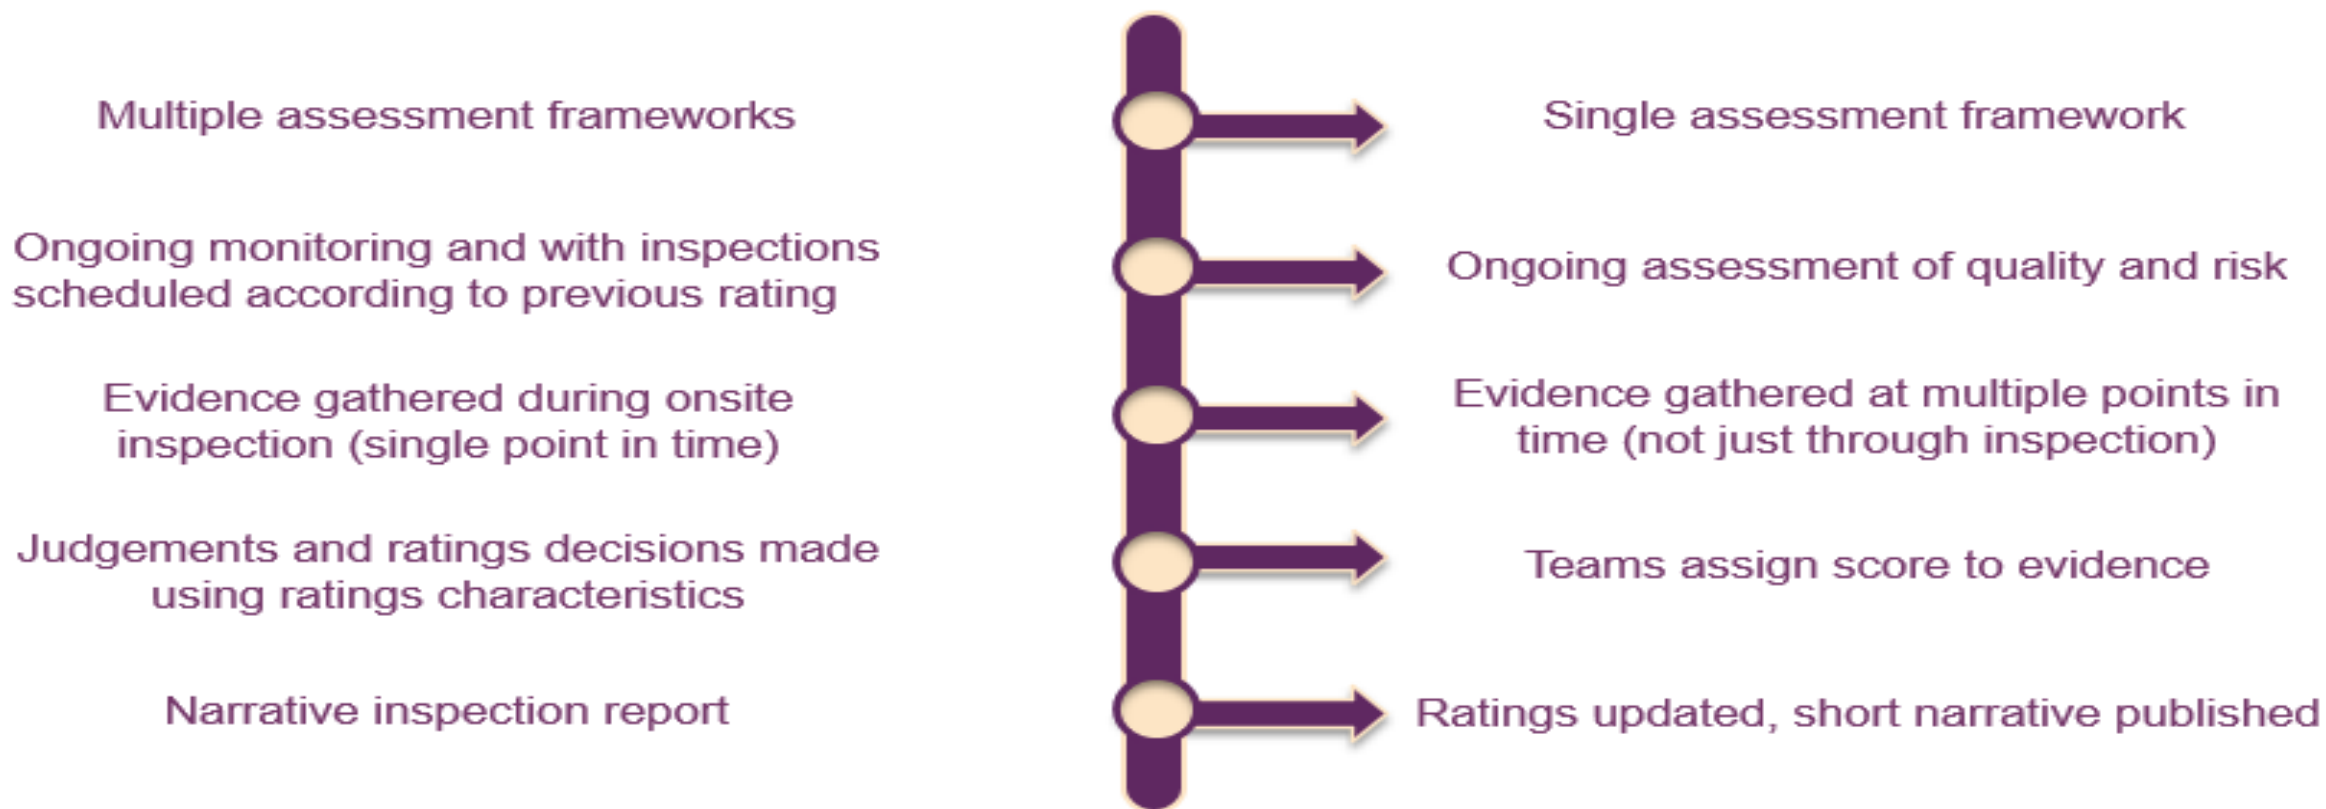 Multiple assessment frameworks
Single assessment framework
Ongoing monitoring and with inspections
scheduled according to previous rating
Ongoing assessment of quality and risk
Evidence gathered during onsite
inspection (single point in time)
Evidence gathered at multiple points in
time (not just through inspection)
Judgements and ratings decisions made
using ratings characteristics
Teams assign score to evidence
Narrative inspection report
Ratings updated, short narrative published